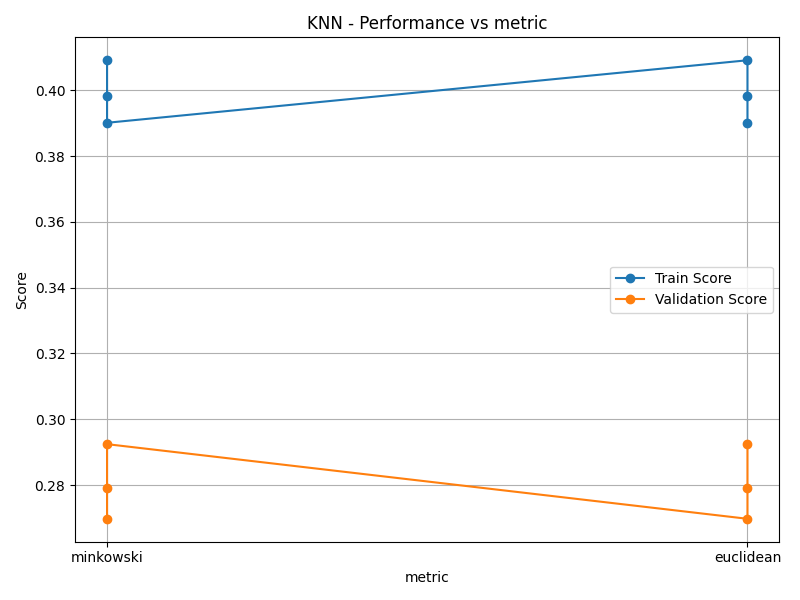 KNN - Performance vs metric
Score
0.40
0.38
0.36
0.34
0.32
0.30
0.28
Train Score
Validation Score
minkowski
euclidean
metric